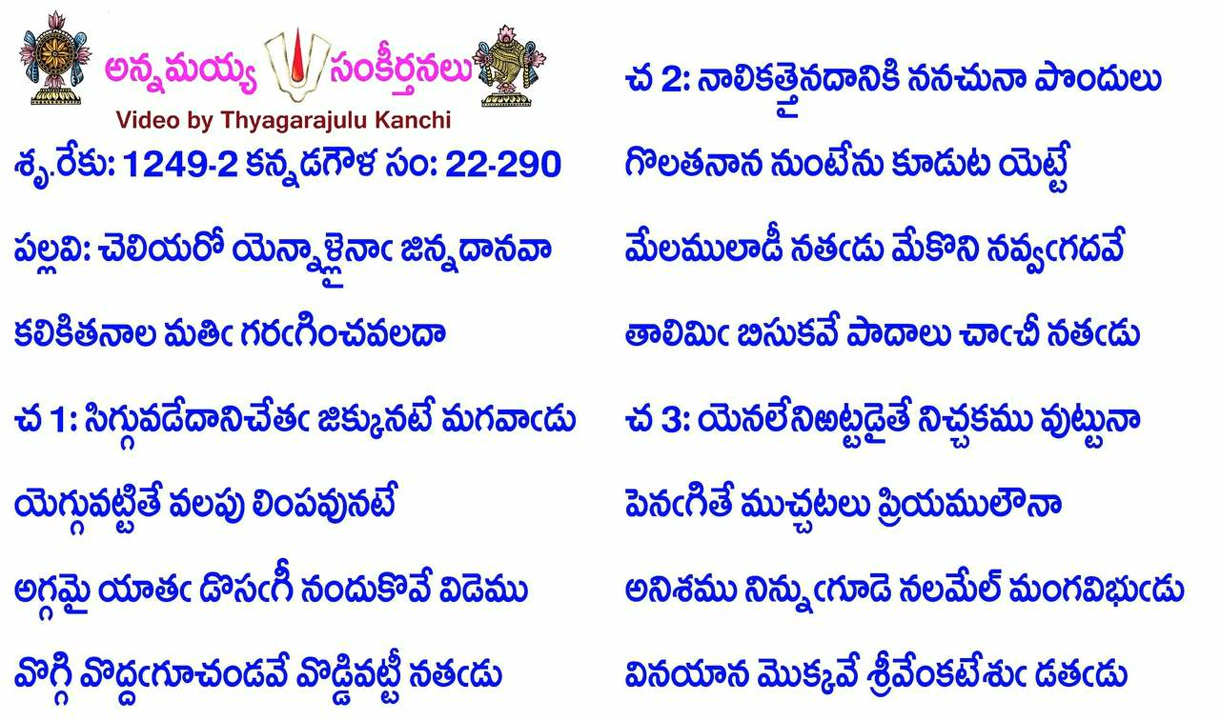 అన్నమయ్య సంకీర్తనలు
Video by Thyagarajulu Kanchi
శృ.రేకు: 1249-2 కన్నడగౌళ సం: 22-290
పల్లవి: చెలియరో యెన్నాళ్లైనాఁ జిన్నదానవా
కలికితనాల మతిఁ గరఁగించవలదా
చ 1: సిగ్గువడేదానిచేతఁ జిక్కునటే మగవాఁడు
యెగ్గువట్టితే వలపు లింపవునటే
అగ్గమై యాతఁ డొసఁగీ నందుకొవే విడెము
వొగ్గి వొద్దఁగూచండవే వొడ్డివట్టీ నతఁడు
చ 2: నాలికత్తైనదానికి ననచునా పొందులు
గొలతనాన నుంటేను కూడుట యెట్టే
మేలములాడీ నతఁడు మేకొని నవ్వఁగదవే
తాలిమిఁ బిసుకవే పాదాలు చాఁచీ నతఁడు
చ 3: యెనలేనిఱట్టడైతే నిచ్చకము వుట్టునా
పెనఁగితే ముచ్చటలు ప్రియములౌనా
అనిశము నిన్నుఁగూడె నలమేల్ మంగవిభుఁడు
వినయాన మొక్కవే శ్రీవేంకటేశుఁ డతఁడు